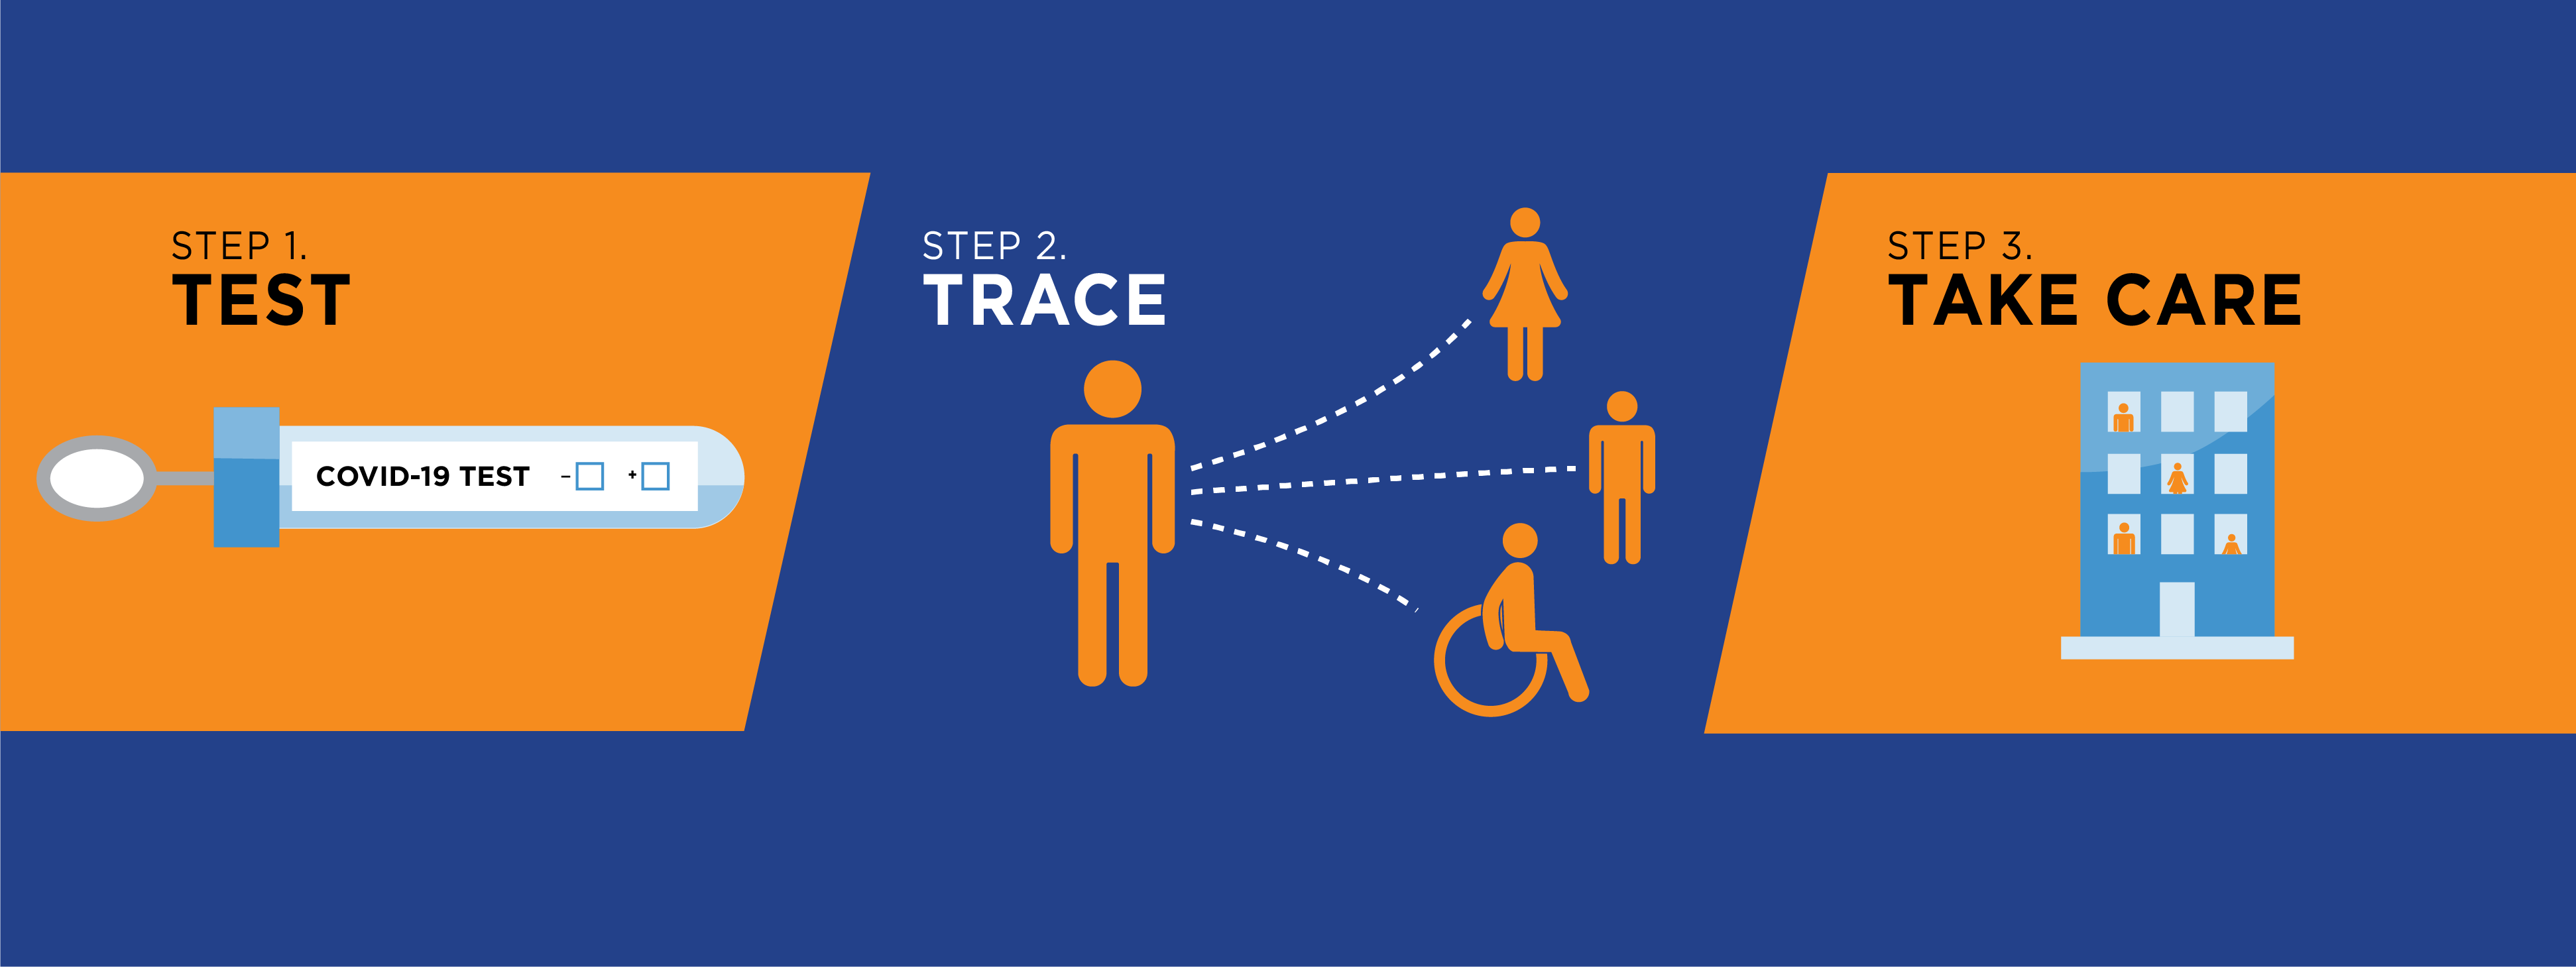 STEP 1.
TEST
COVID-19 TEST - +
STEP 2.
TRACE
STEP 3.
TAKE CARE